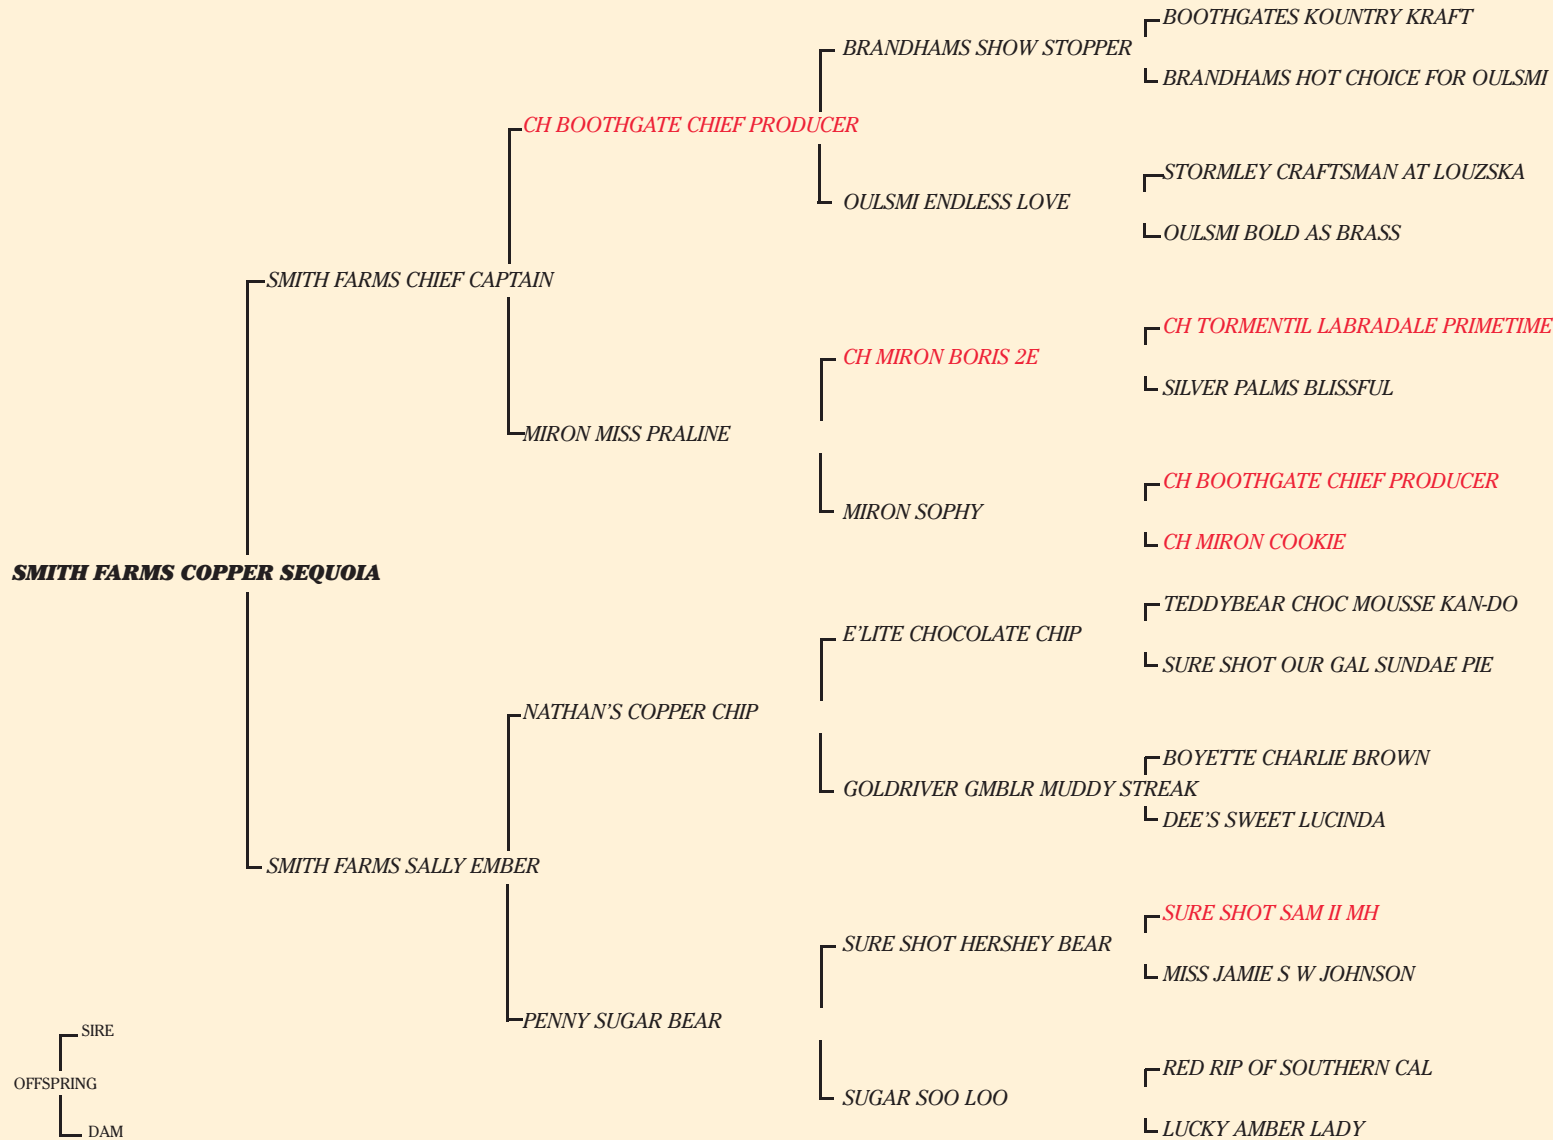 BOOTHGATES KOUNTRY KRAFT
BRANDHAMS SHOW STOPPER
BRANDHAMS HOT CHOICE FOR OULSMI
CH BOOTHGATE CHIEF PRODUCER
STORMLEY CRAFTSMAN AT LOUZSKA
OULSMI ENDLESS LOVE
OULSMI BOLD AS BRASS
SMITH FARMS CHIEF CAPTAIN
CH TORMENTIL LABRADALE PRIMETIME
CH MIRON BORIS 2E
SILVER PALMS BLISSFUL
MIRON MISS PRALINE
CH BOOTHGATE CHIEF PRODUCER
MIRON SOPHY
CH MIRON COOKIE
SMITH FARMS COPPER SEQUOIA
TEDDYBEAR CHOC MOUSSE KAN-DO
E'LITE CHOCOLATE CHIP
SURE SHOT OUR GAL SUNDAE PIE
NATHAN'S COPPER CHIP
BOYETTE CHARLIE BROWN
GOLDRIVER GMBLR MUDDY STREAK
DEE'S SWEET LUCINDA
SMITH FARMS SALLY EMBER
SURE SHOT SAM II MH
SURE SHOT HERSHEY BEAR
MISS JAMIE S W JOHNSON
PENNY SUGAR BEAR
RED RIP OF SOUTHERN CAL
SUGAR SOO LOO
LUCKY AMBER LADY
SIRE
OFFSPRING
DAM